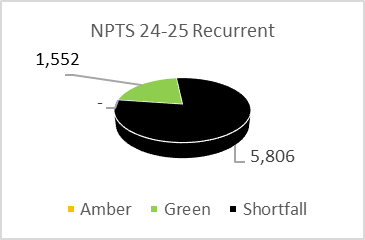 NPTS 24-25 Recurrent
1,552
-
5,806
Amber Green Shortfall